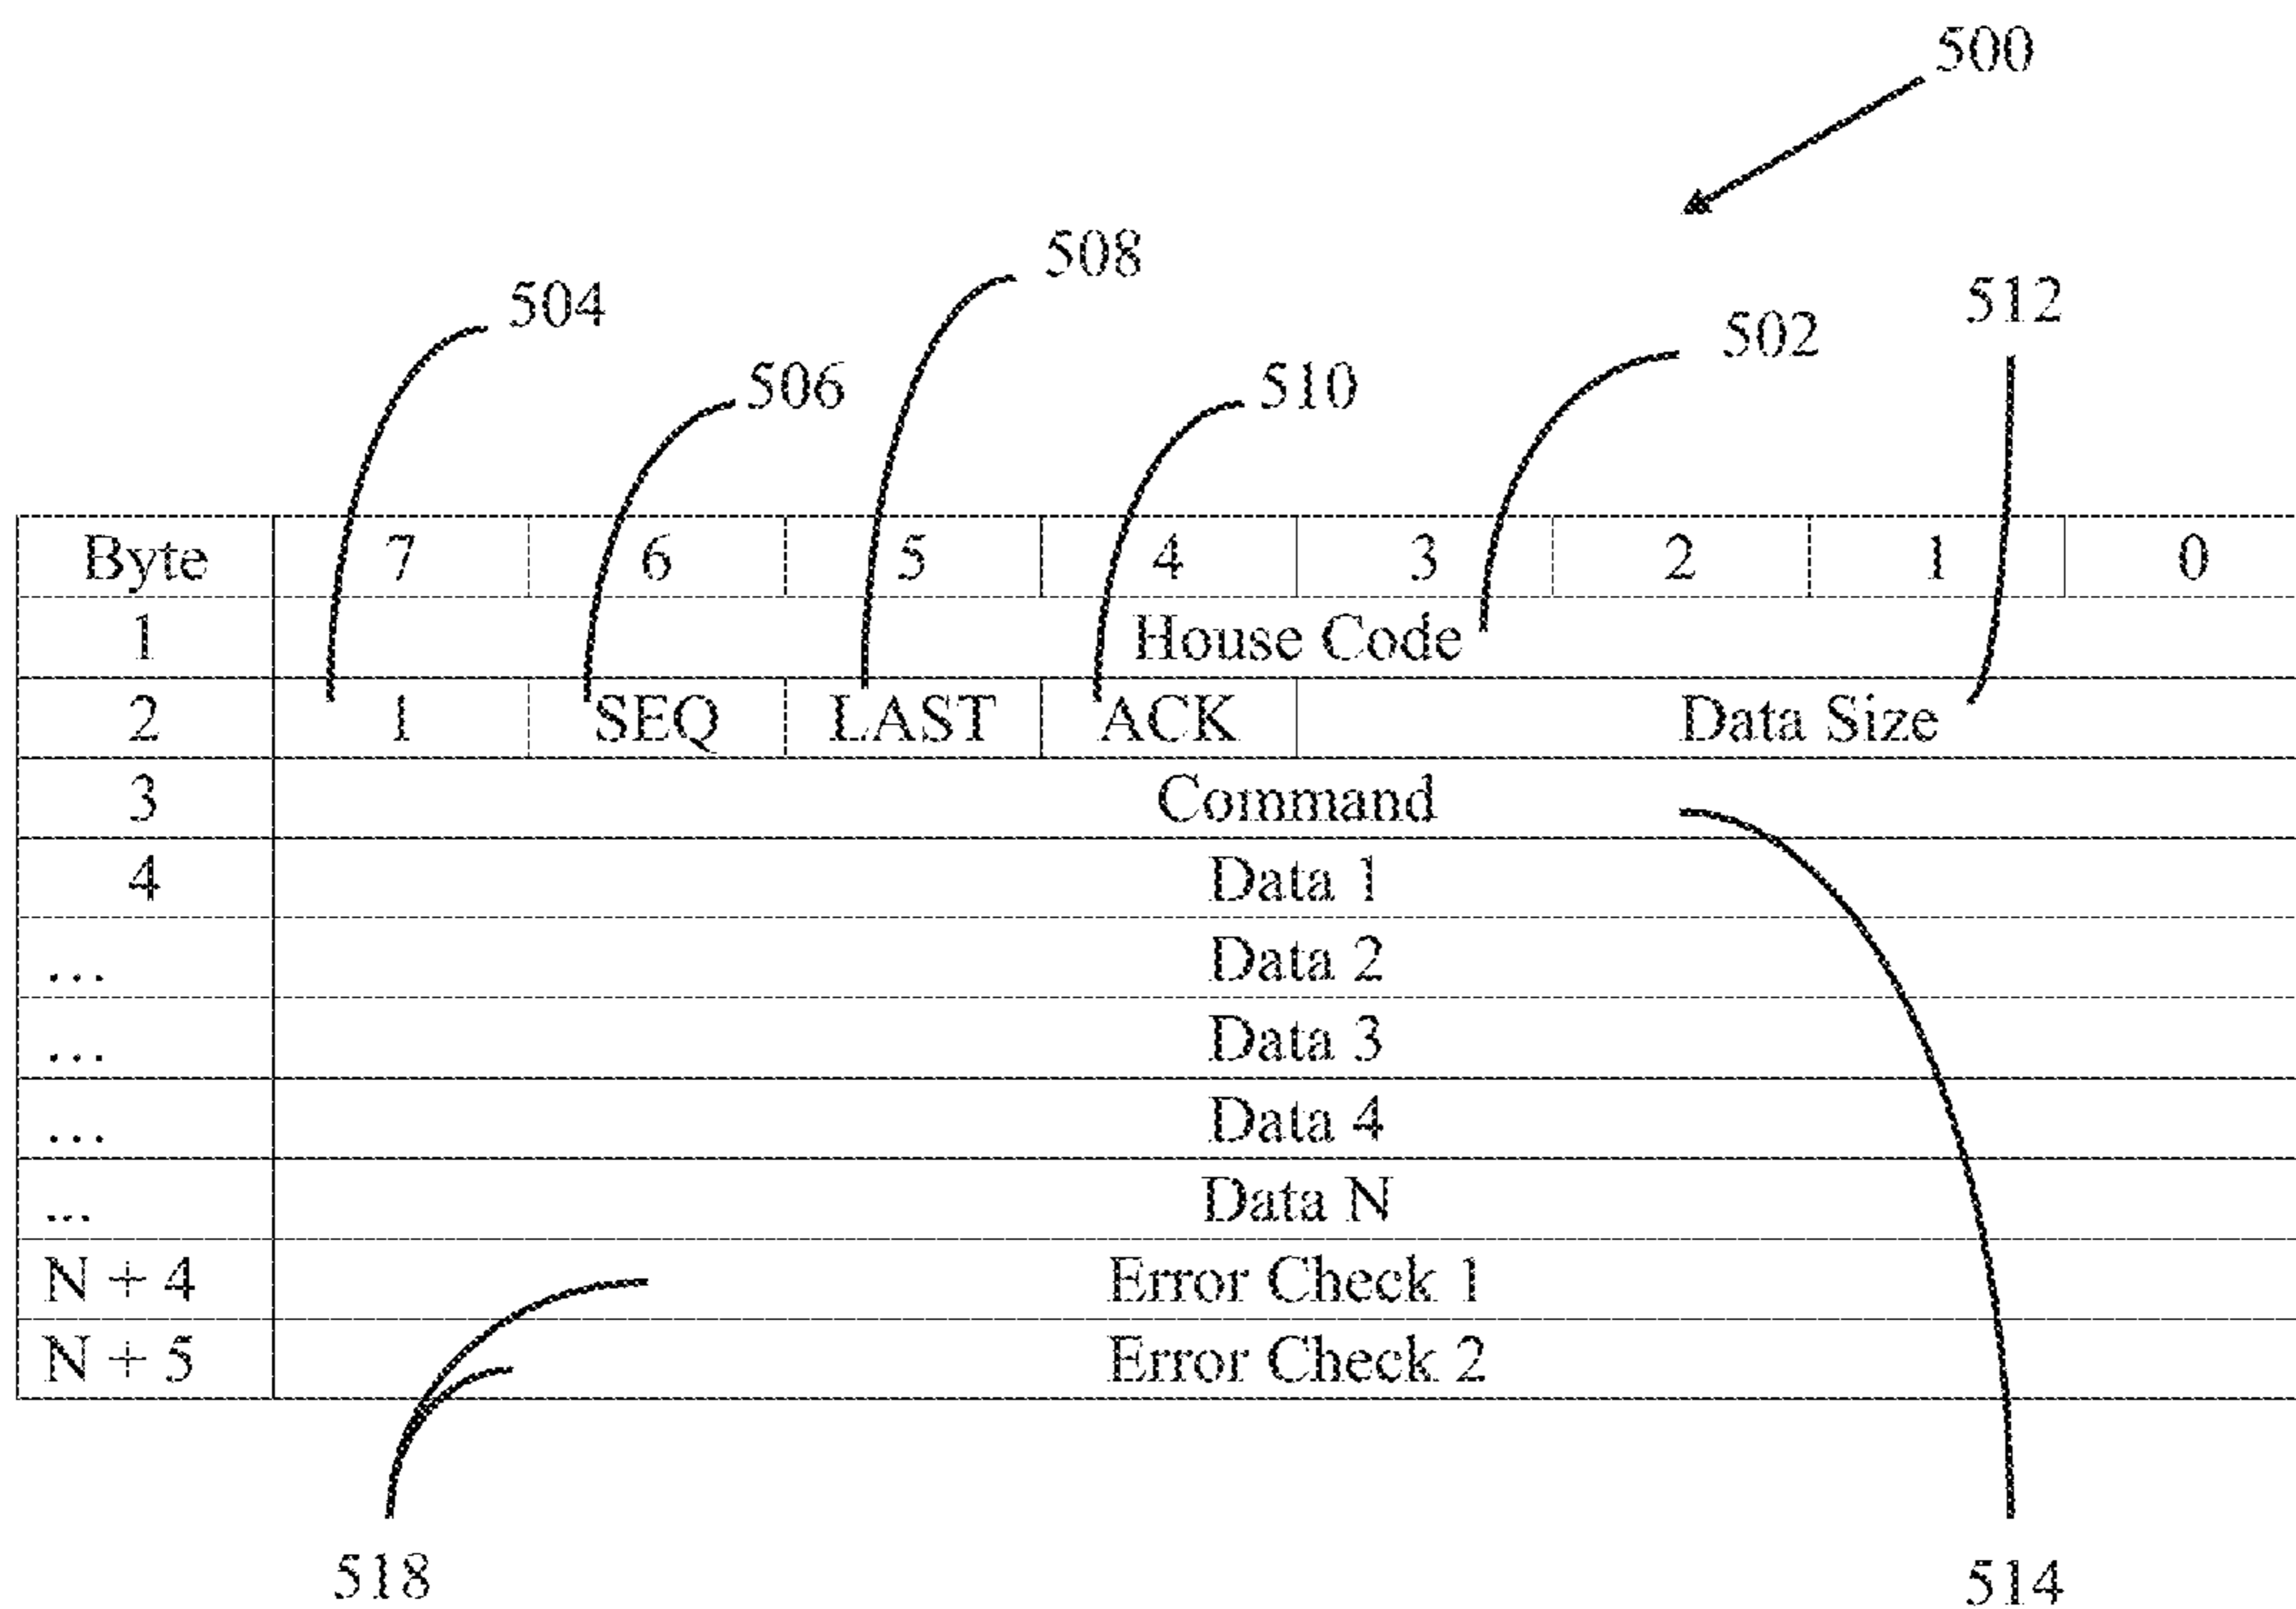 500
508
504
512
502
506
510
Byte 7 6 5 4 3 2 1 0
1 House Code
2 1 SEQ LAST ACK Data Size
3 Command
4 Data 1
... Data 2
... Data 3
... Data 4
... Data N
N + 4 Error Check 1
N + 5 Error Check 2
518
514